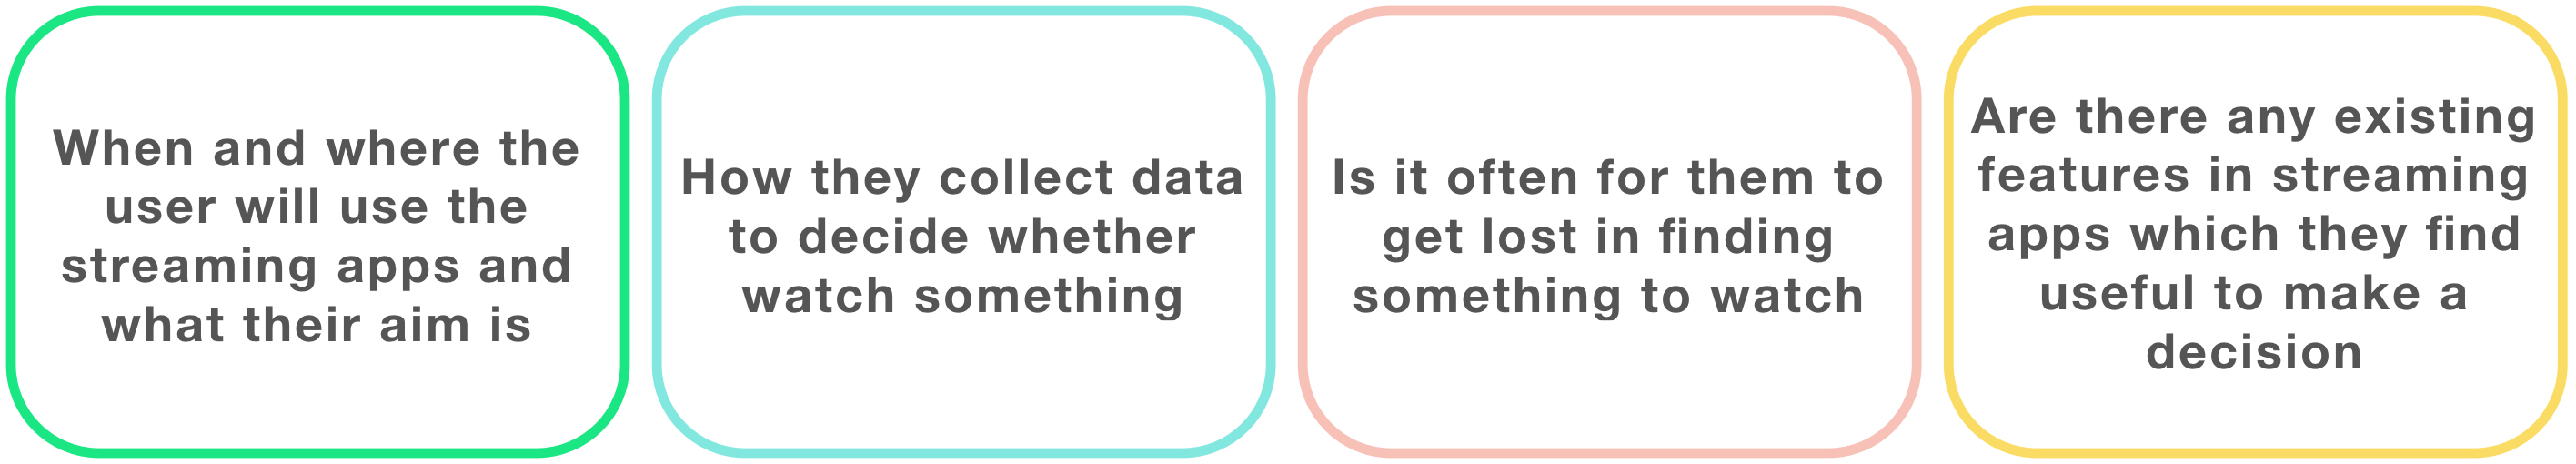 When and where the
user will use the
streaming apps and
what their aim is
How they collect data
to decide whether
watch something
Is it often for them to
get lost in finding
something to watch
Are there any existing
features in streaming
apps which they find
useful to make a
decision